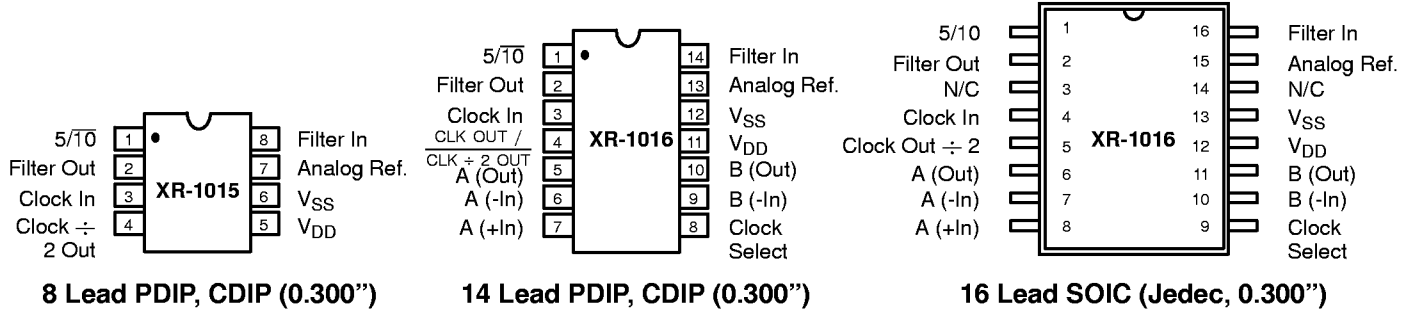 5/10
1
8
Filter In
Filter Out
2
7
Analog Ref.
XR-1015
Clock In
3
6
VSS
Clock ÷
4
5
VDD
2 Out
8 Lead PDIP, CDIP (0.300”)
5/10
1
14
Filter In
Filter Out
2
13
Analog Ref.
Clock In
3
12
VSS
CLK OUT /
CLK ÷ 2 OUT
4
XR-1016
11
VDD
A (Out)
5
10
B (Out)
A (-In)
6
9
B (-In)
A (+In)
7
8
Clock
Select
14 Lead PDIP, CDIP (0.300”)
5/10
1
16
Filter In
Filter Out
2
15
Analog Ref.
N/C
3
14
N/C
Clock In
4
13
VSS
XR-1016
Clock Out ÷ 2
5
12
VDD
A (Out)
6
11
B (Out)
A (-In)
7
10
B (-In)
A (+In)
8
9
Clock
Select
16 Lead SOIC (Jedec, 0.300”)